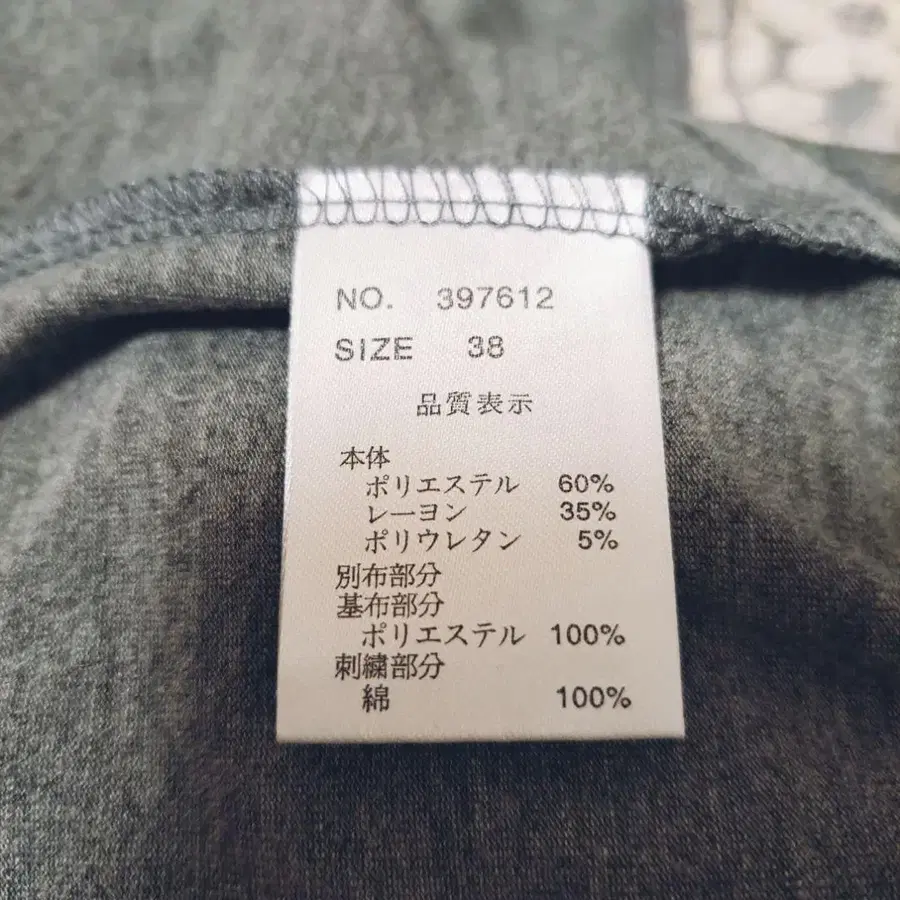 NO. 397612
SIZE 38
品質表示
本体
ポリエステル 60%
レーヨン 35%
ポリウレタン 5%
別布部分
基布部分
ポリエステル 100%
刺繍部分
綿 100%